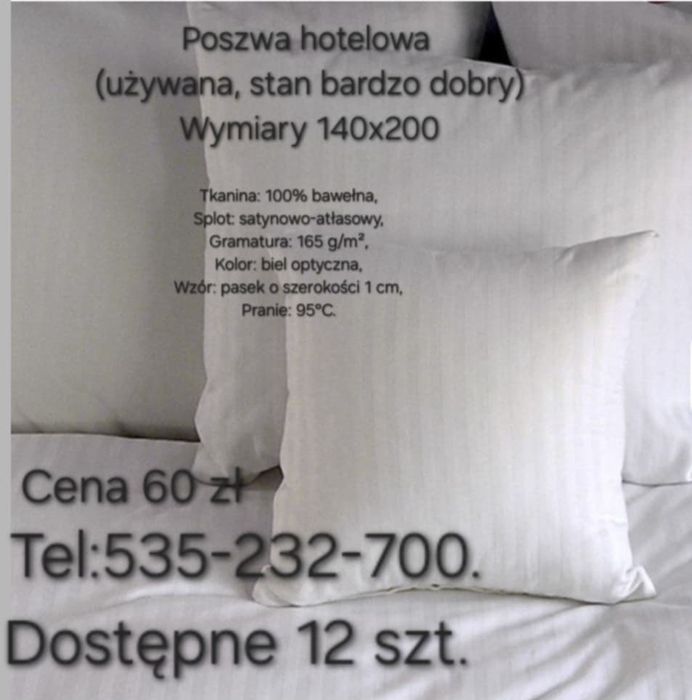 Poszwa hotelowa
(używana, stan bardzo dobry)
Wymiary 140x200
Tkanina: 100% bawełna,
Splot: satynowo-atłasowy,
Gramatura: 165 g/m²,
Kolor: biel optyczna,
Wzór: pasek o szerokości 1 cm,
Pranie: 95°C.
Cena 60 zł
Tel:535-232-700.
Dostępne 12 szt.